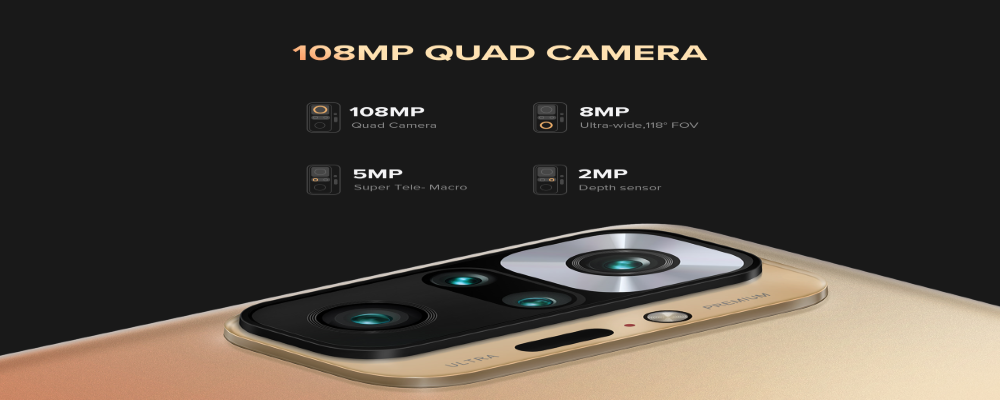 108MP QUAD CAMERA
108MP
Quad Camera
8MP
Ultra-wide,118° FOV
5MP
Super Tele- Macro
2MP
Depth sensor
ULTRA
PREMIUM